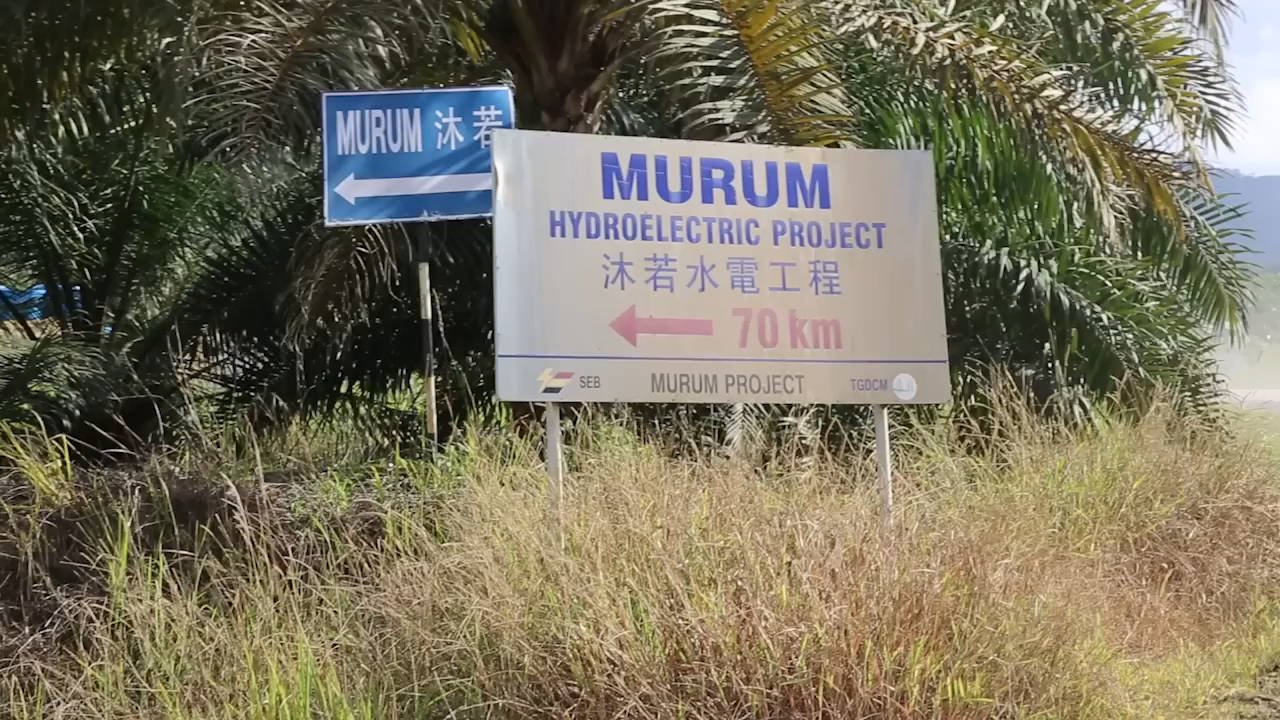 MURUM 沐若
MURUM
HYDROELECTRIC PROJECT
沐若水電工程
70 km
SEB
MURUM PROJECT
TGDCM